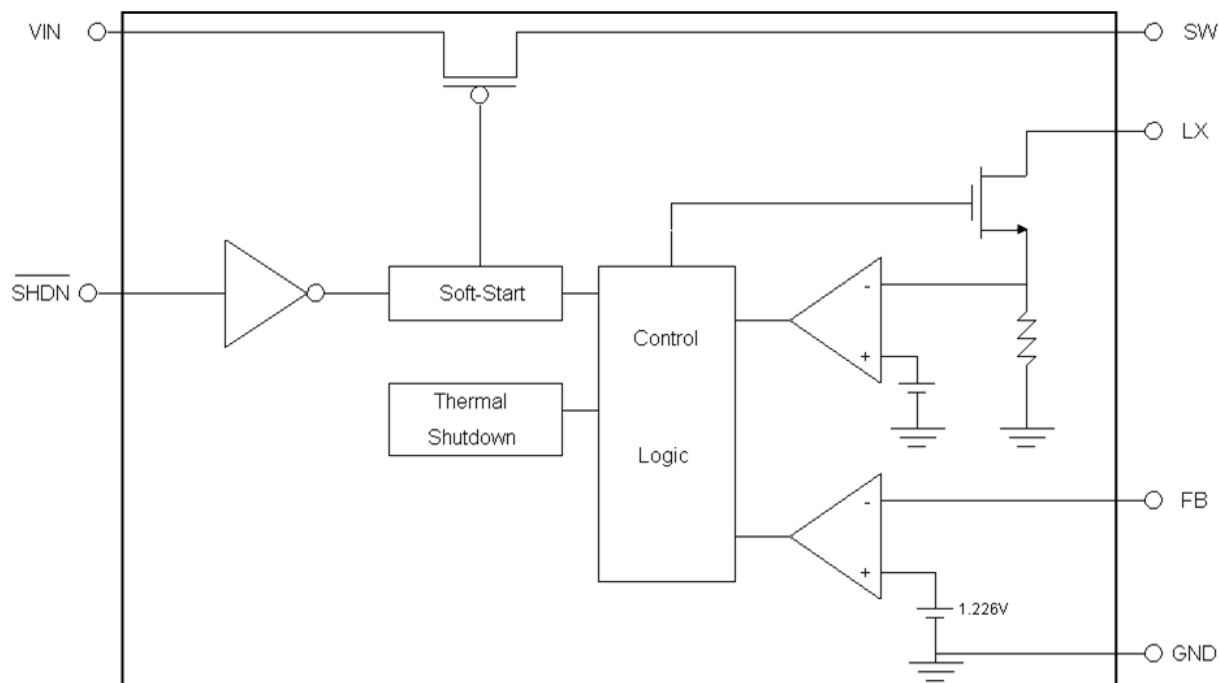 VIN
SW
LX
SHDN
Soft-Start
-
+
Control
Logic
Thermal
Shutdown
-
+
FB
1.226V
GND